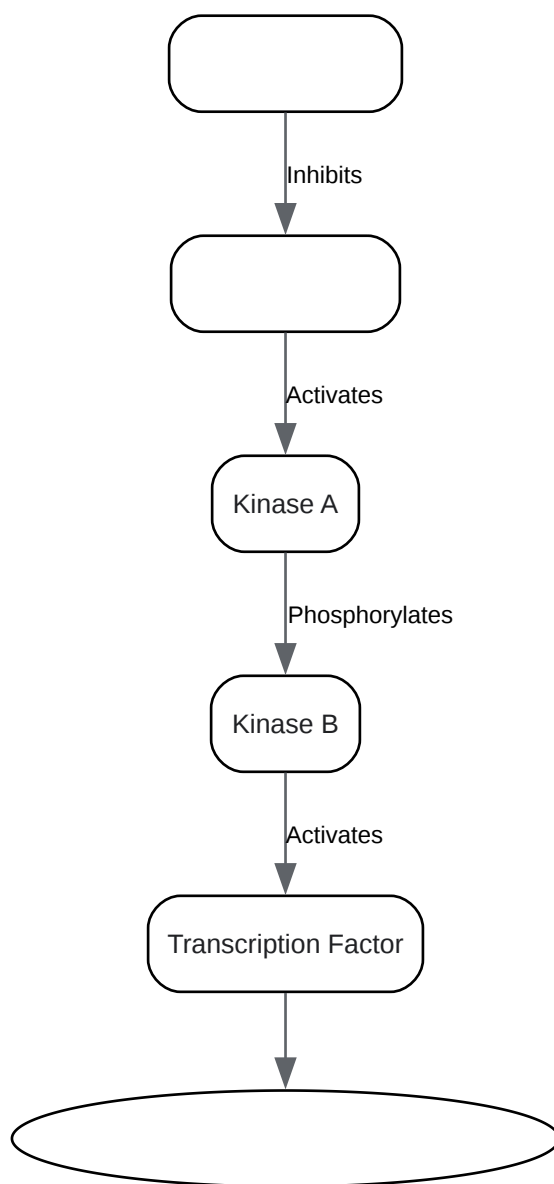 Inhibits
Activates
Kinase A
Phosphorylates
Kinase B
Activates
Transcription Factor